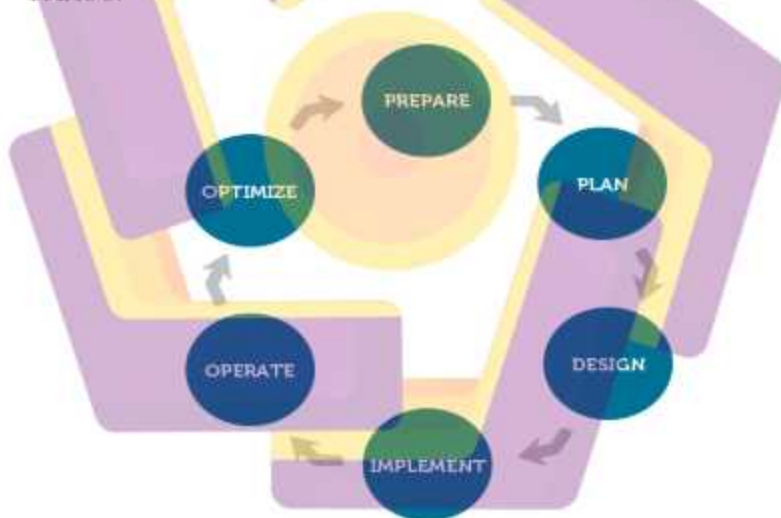 PREPARE
PLAN
DESIGN
IMPLEMENT
OPERATE
OPTIMIZE